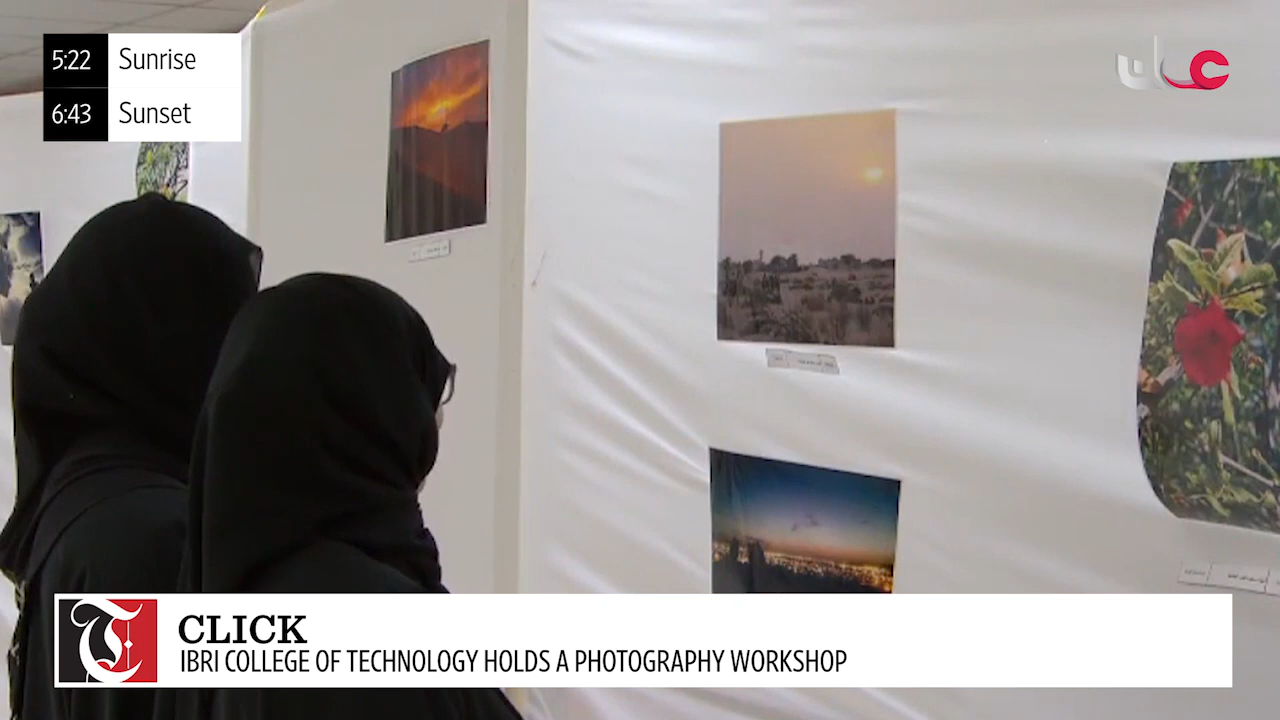 5:22 Sunrise
6:43 Sunset
CLICK
IBRI COLLEGE OF TECHNOLOGY HOLDS A PHOTOGRAPHY WORKSHOP